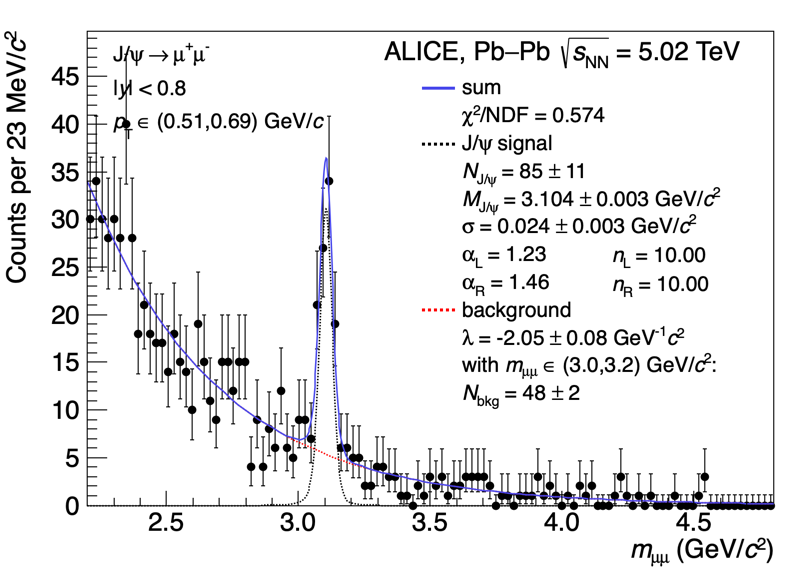 ALICE, Pb–Pb √sNN = 5.02 TeV
J/ψ → μ+μ-
|y| < 0.8
pT ∈ (0.51,0.69) GeV/c
sum
χ2/NDF = 0.574
J/ψ signal
NJ/ψ = 85 ± 11
MJ/ψ = 3.104 ± 0.003 GeV/c2
σ = 0.024 ± 0.003 GeV/c2
αL = 1.23 nL = 10.00
αR = 1.46 nR = 10.00
background
λ = -2.05 ± 0.08 GeV-1c2
with mμμ ∈ (3.0,3.2) GeV/c2:
Nbkg = 48 ± 2
Counts per 23 MeV/c2
45
40
35
30
25
20
15
10
5
0
2.5 3.0 3.5 4.0 4.5
mμμ (GeV/c2)